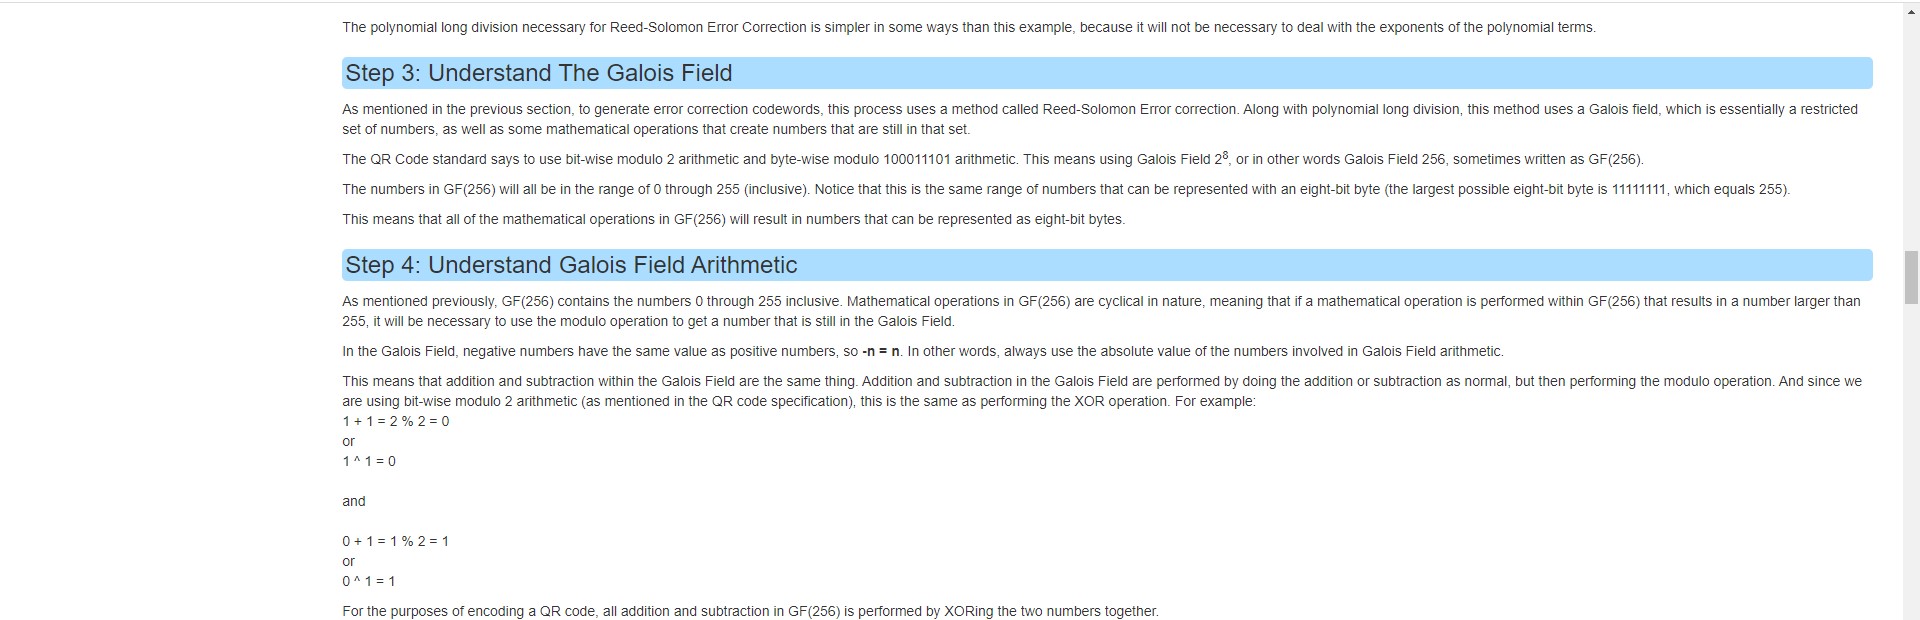 The polynomial long division necessary for Reed-Solomon Error Correction is simpler in some ways than this example, because it will not be necessary to deal with the exponents of the polynomial terms.
Step 3: Understand The Galois Field
As mentioned in the previous section, to generate error correction codewords, this process uses a method called Reed-Solomon Error correction. Along with polynomial long division, this method uses a Galois field, which is essentially a restricted
set of numbers, as well as some mathematical operations that create numbers that are still in that set.
The QR Code standard says to use bit-wise modulo 2 arithmetic and byte-wise modulo 100011101 arithmetic. This means using Galois Field 2⁸, or in other words Galois Field 256, sometimes written as GF(256).
The numbers in GF(256) will all be in the range of 0 through 255 (inclusive). Notice that this is the same range of numbers that can be represented with an eight-bit byte (the largest possible eight-bit byte is 11111111, which equals 255).
This means that all of the mathematical operations in GF(256) will result in numbers that can be represented as eight-bit bytes.
Step 4: Understand Galois Field Arithmetic
As mentioned previously, GF(256) contains the numbers 0 through 255 inclusive. Mathematical operations in GF(256) are cyclical in nature, meaning that if a mathematical operation is performed within GF(256) that results in a number larger than
255, it will be necessary to use the modulo operation to get a number that is still in the Galois Field.
In the Galois Field, negative numbers have the same value as positive numbers, so -n = n. In other words, always use the absolute value of the numbers involved in Galois Field arithmetic.
This means that addition and subtraction within the Galois Field are the same thing. Addition and subtraction in the Galois Field are performed by doing the addition or subtraction as normal, but then performing the modulo operation. And since we
are using bit-wise modulo 2 arithmetic (as mentioned in the QR code specification), this is the same as performing the XOR operation. For example:
1 + 1 = 2 % 2 = 0
or
1 ^ 1 = 0
and
0 + 1 = 1 % 2 = 1
or
0 ^ 1 = 1
For the purposes of encoding a QR code, all addition and subtraction in GF(256) is performed by XORing the two numbers together.